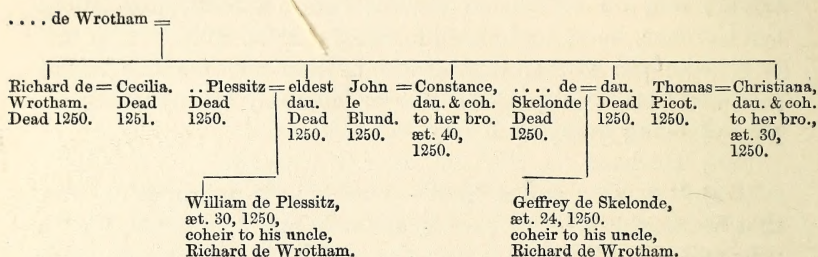 .... de Wrotham =
Richard de = Cecilia.
Wrotham. Dead
Dead 1250. 1251.
..Plessitz = eldest
Dead dau.
1250. Dead
1250.
John = Constance,
le dau. & coh.
Blund. to her bro.
1250. æt. 40,
1250.
.... de = dau.
Skelonde Dead
Dead 1250.
1250.
Thomas = Christiana,
Picot. dau. & coh.
1250. to her bro.,
æt. 30,
1250.
William de Plessitz,
æt. 30, 1250,
coheir to his uncle,
Richard de Wrotham.
Geffrey de Skelonde,
æt. 24, 1250.
coheir to his uncle,
Richard de Wrotham.